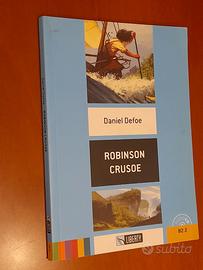 Daniel Defoe
ROBINSON
CRUSOE
LIBERTY
B2.2
subito